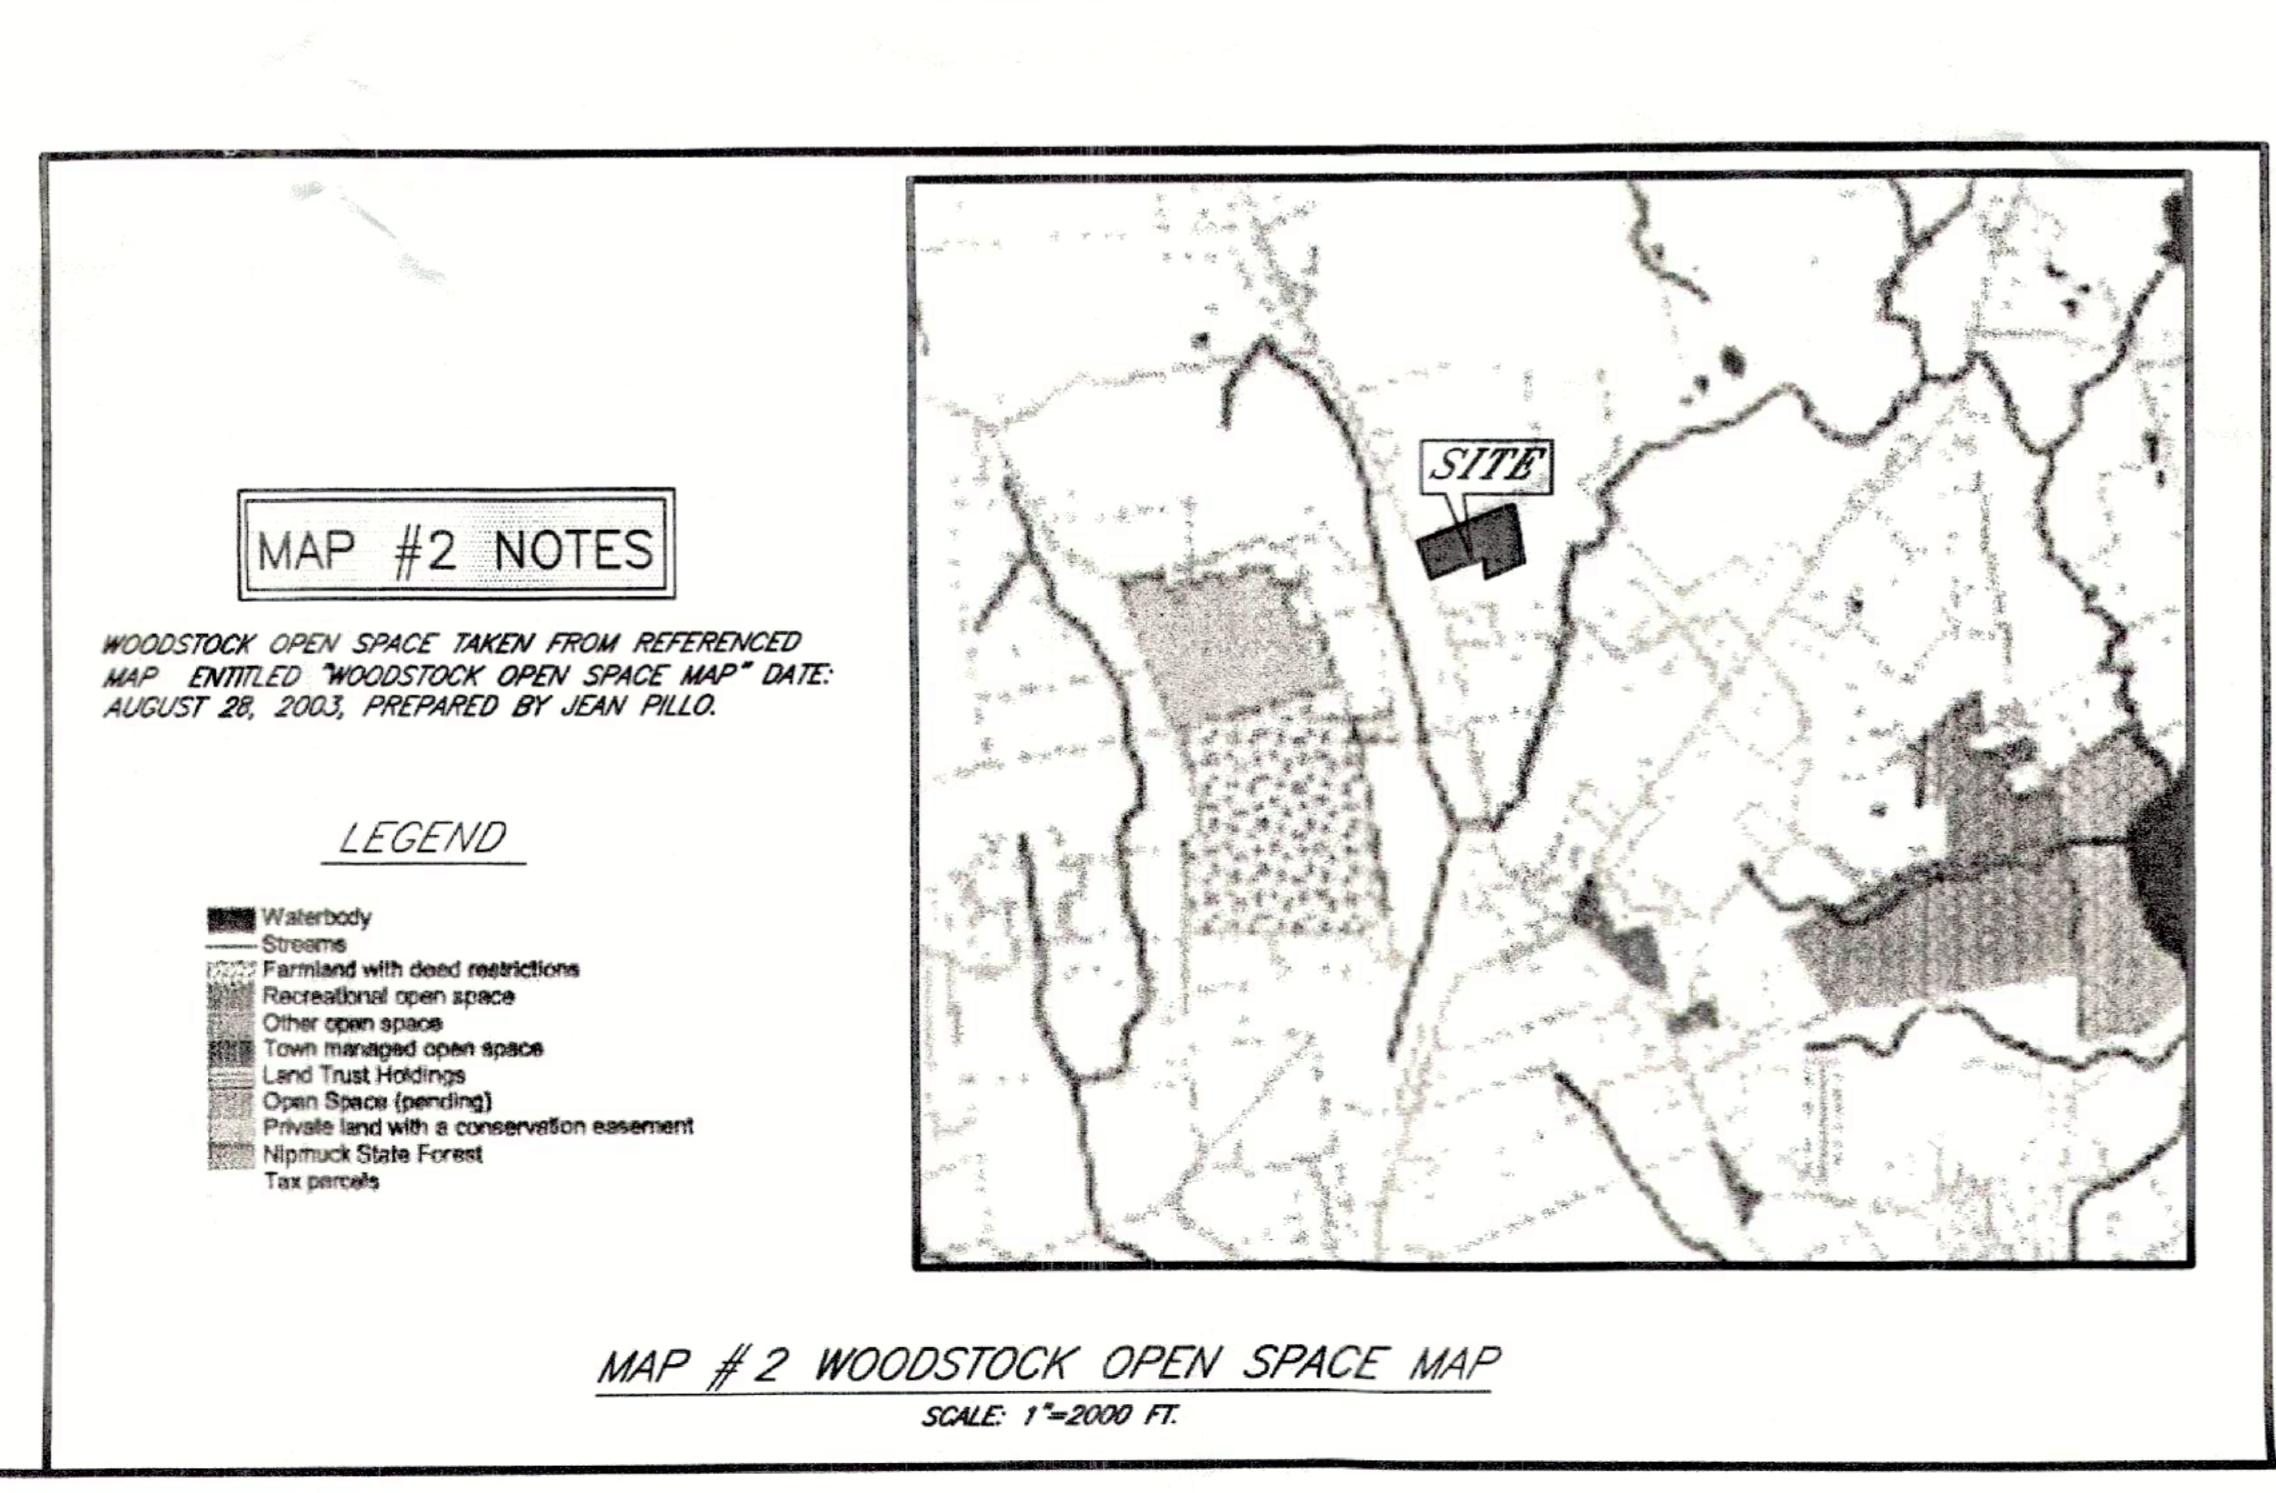 MAP #2 NOTES
WOODSTOCK OPEN SPACE TAKEN FROM REFERENCED
MAP ENTITLED "WOODSTOCK OPEN SPACE MAP" DATE:
AUGUST 28, 2003, PREPARED BY JEAN PILLO.
LEGEND
Waterbody
Streams
Farmland with deed restrictions
Recreational open space
Other open space
Town managed open space
Land Trust Holdings
Open Space (pending)
Private land with a conservation easement
Nipmuck State Forest
Tax parcels
SITE
MAP #2 WOODSTOCK OPEN SPACE MAP
SCALE: 1"=2000 FT.